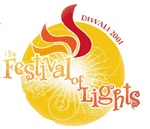 DIWALI 2001
The
Festival of
Lights